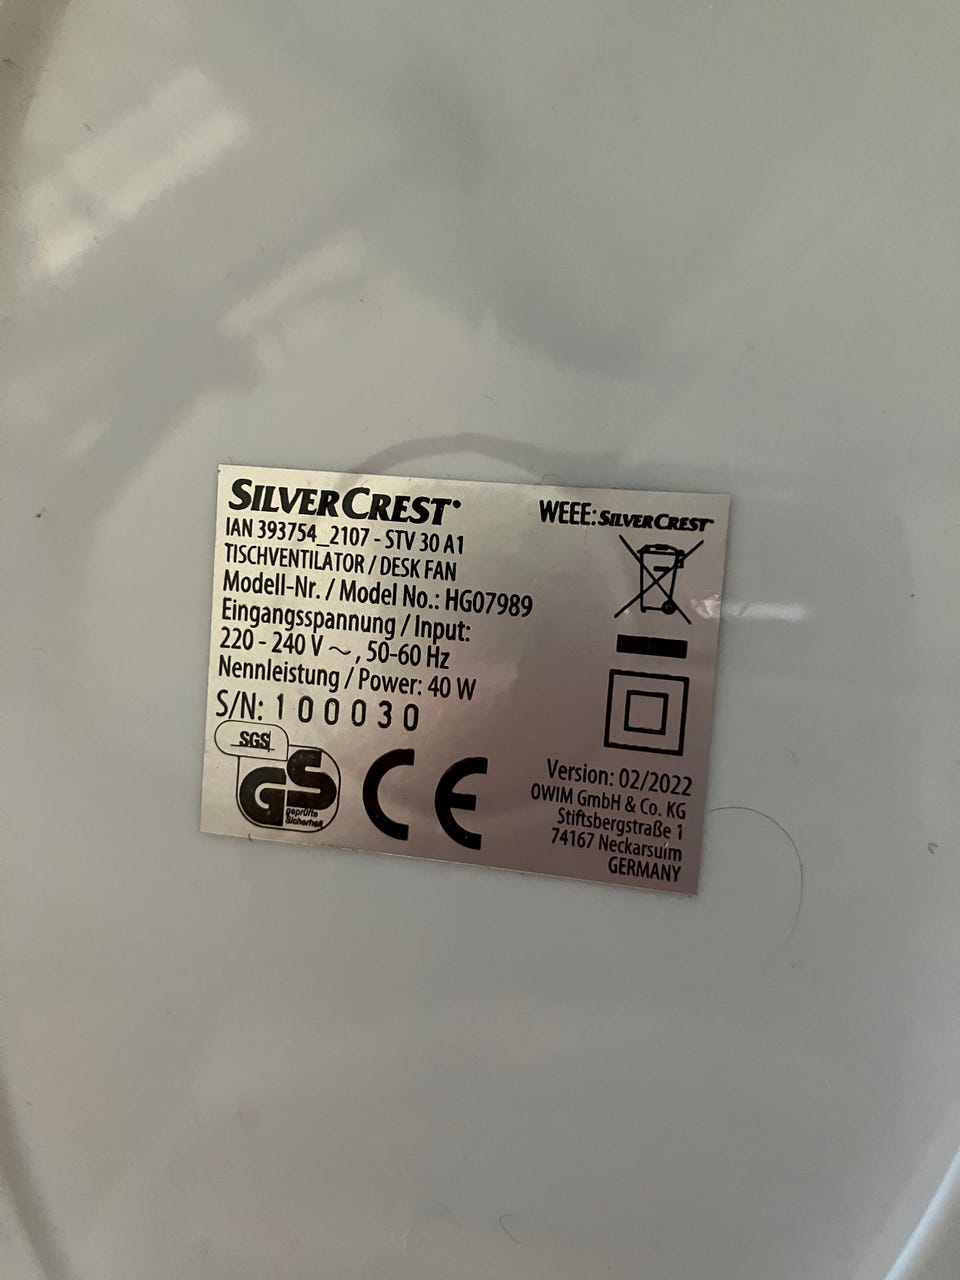 SILVERCREST®
IAN 393754_2107 - STV 30 A1
TISCHVENTILATOR / DESK FAN
Modell-Nr. / Model No.: HG07989
Eingangsspannung / Input:
220 - 240 V ~, 50-60 Hz
Nennleistung / Power: 40 W
S/N: 100030
SGS
GS
geprüfte
Sicherheit
CE
WEEE: SILVERCREST®
Version: 02/2022
OWIM GmbH & Co. KG
Stiftsbergstraße 1
74167 Neckarsulm
GERMANY